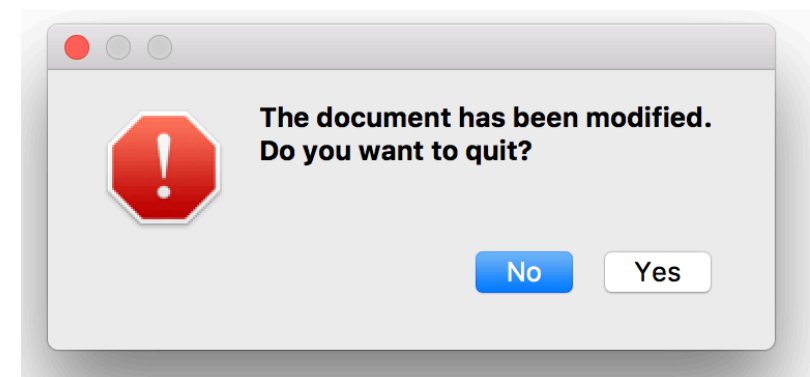 The document has been modified.
Do you want to quit?
No Yes